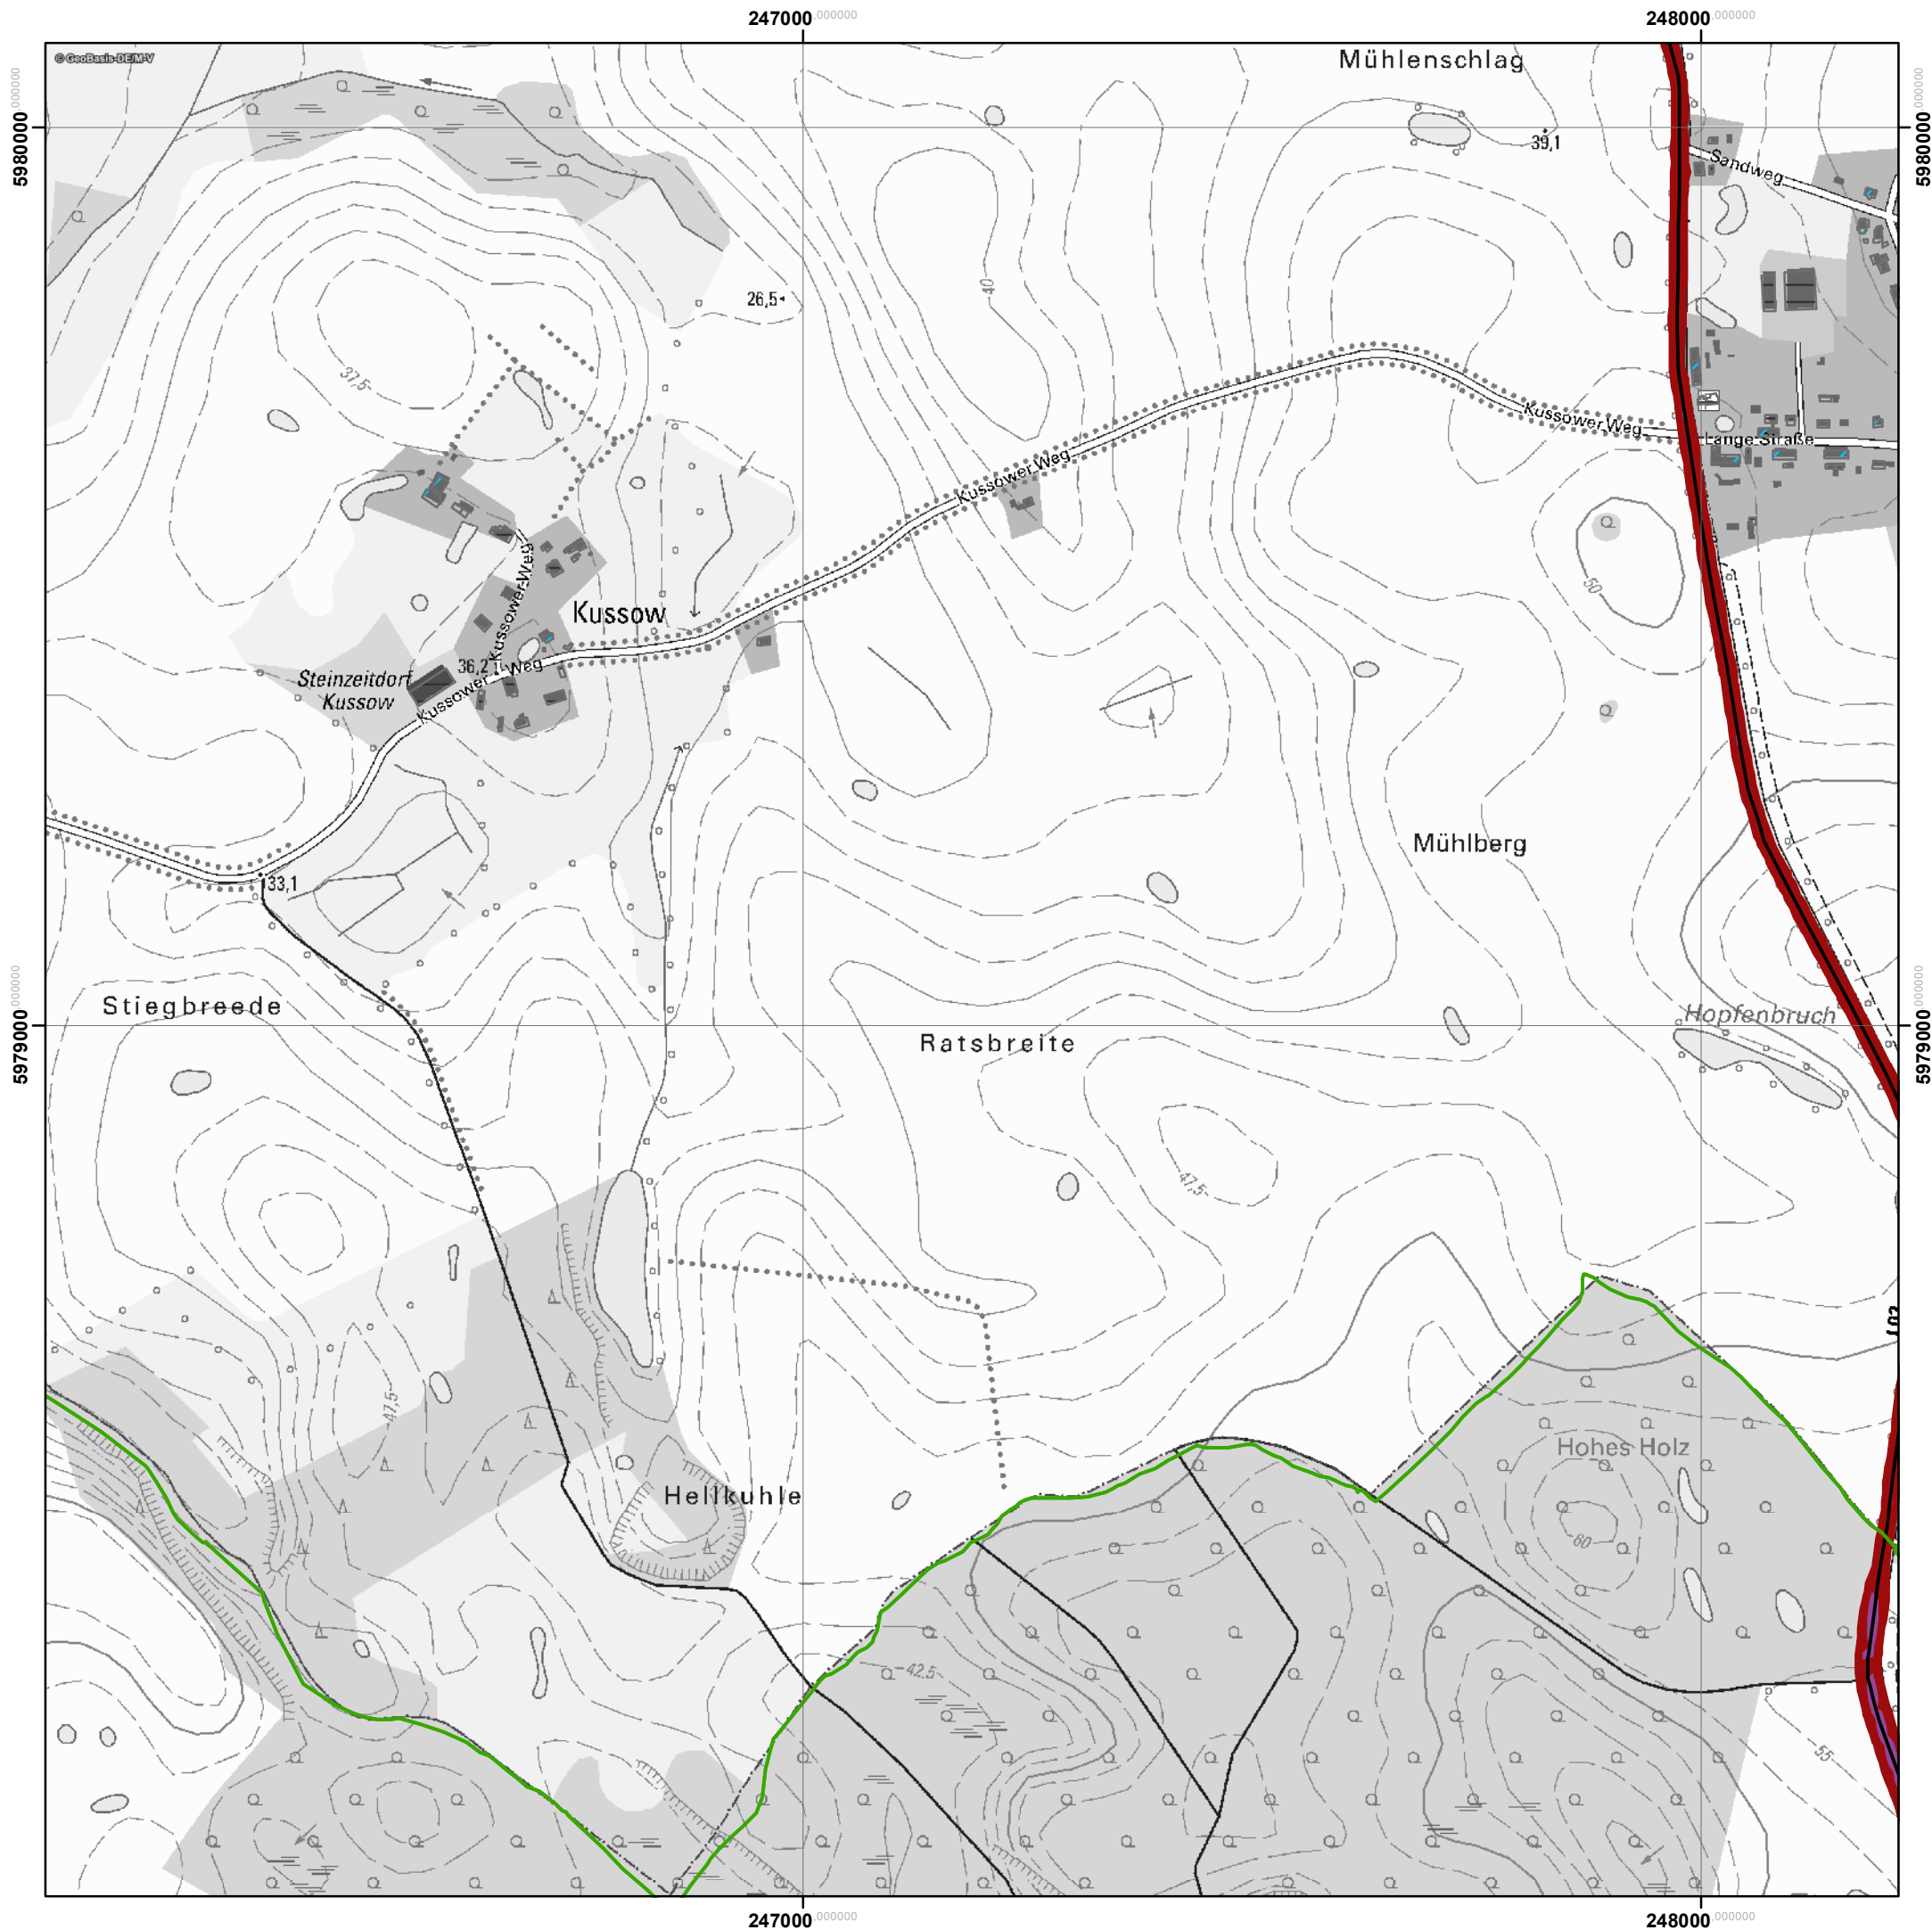 247000,000000
248000,000000
© GeoBasis-DE/M-V
Mühlenschlag
5980000,000000
5980000,000000
39,1
Sandweg
26,5
40
37,5
Kussower Weg
Lange Straße
Kussower Weg
50
Kussower Weg
Kussow
36,2
Steinzeitdorf
Kussow
Kussower Weg
Mühlberg
33,1
Stiegbreede
Hopfenbruch
5979000,000000
5979000,000000
Ratsbreite
47,5
47,5
Hohes Holz
Hellkuhle
60
42,5
55
247000,000000
248000,000000